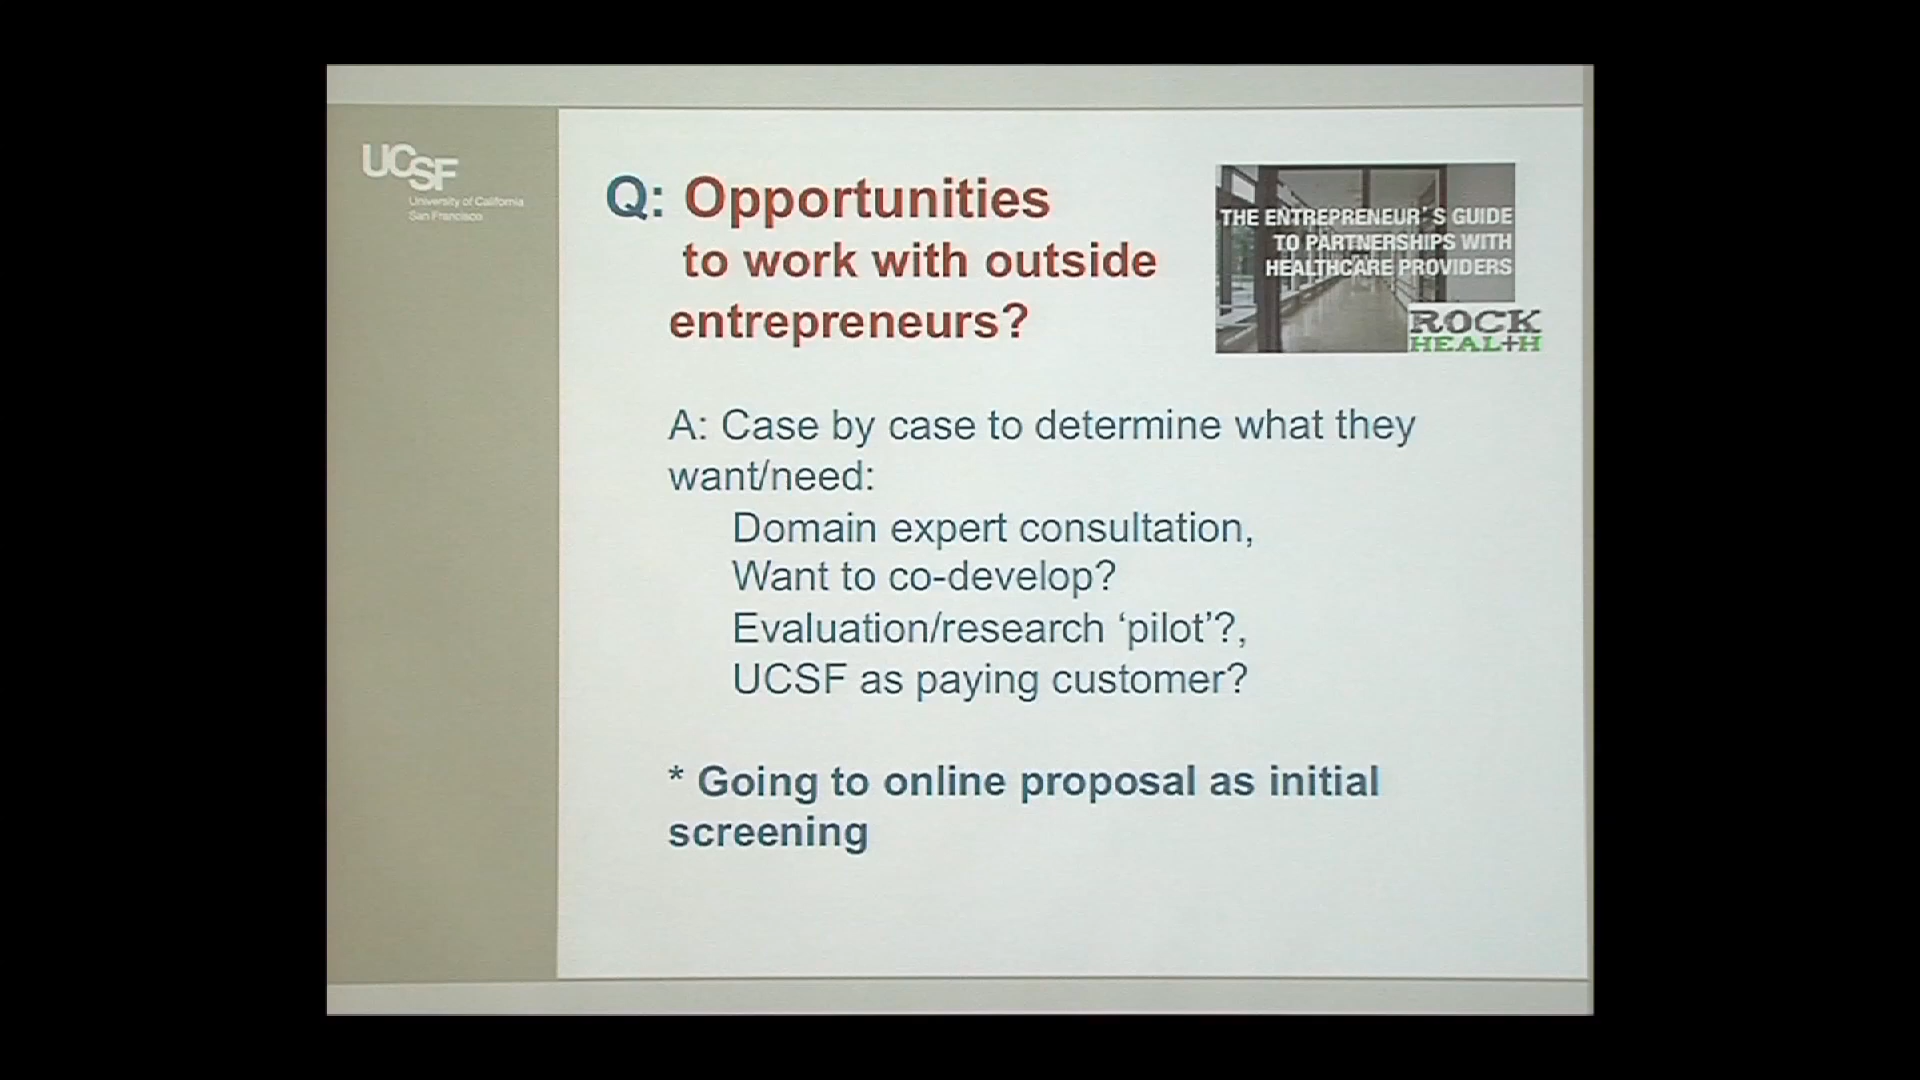 UCSF
University of California
San Francisco
Q: Opportunities
to work with outside
entrepreneurs?
THE ENTREPRENEUR'S GUIDE
TO PARTNERSHIPS WITH
HEALTHCARE PROVIDERS
ROCK
HEAL+H
A: Case by case to determine what they
want/need:
Domain expert consultation,
Want to co-develop?
Evaluation/research ‘pilot’?,
UCSF as paying customer?
* Going to online proposal as initial
screening